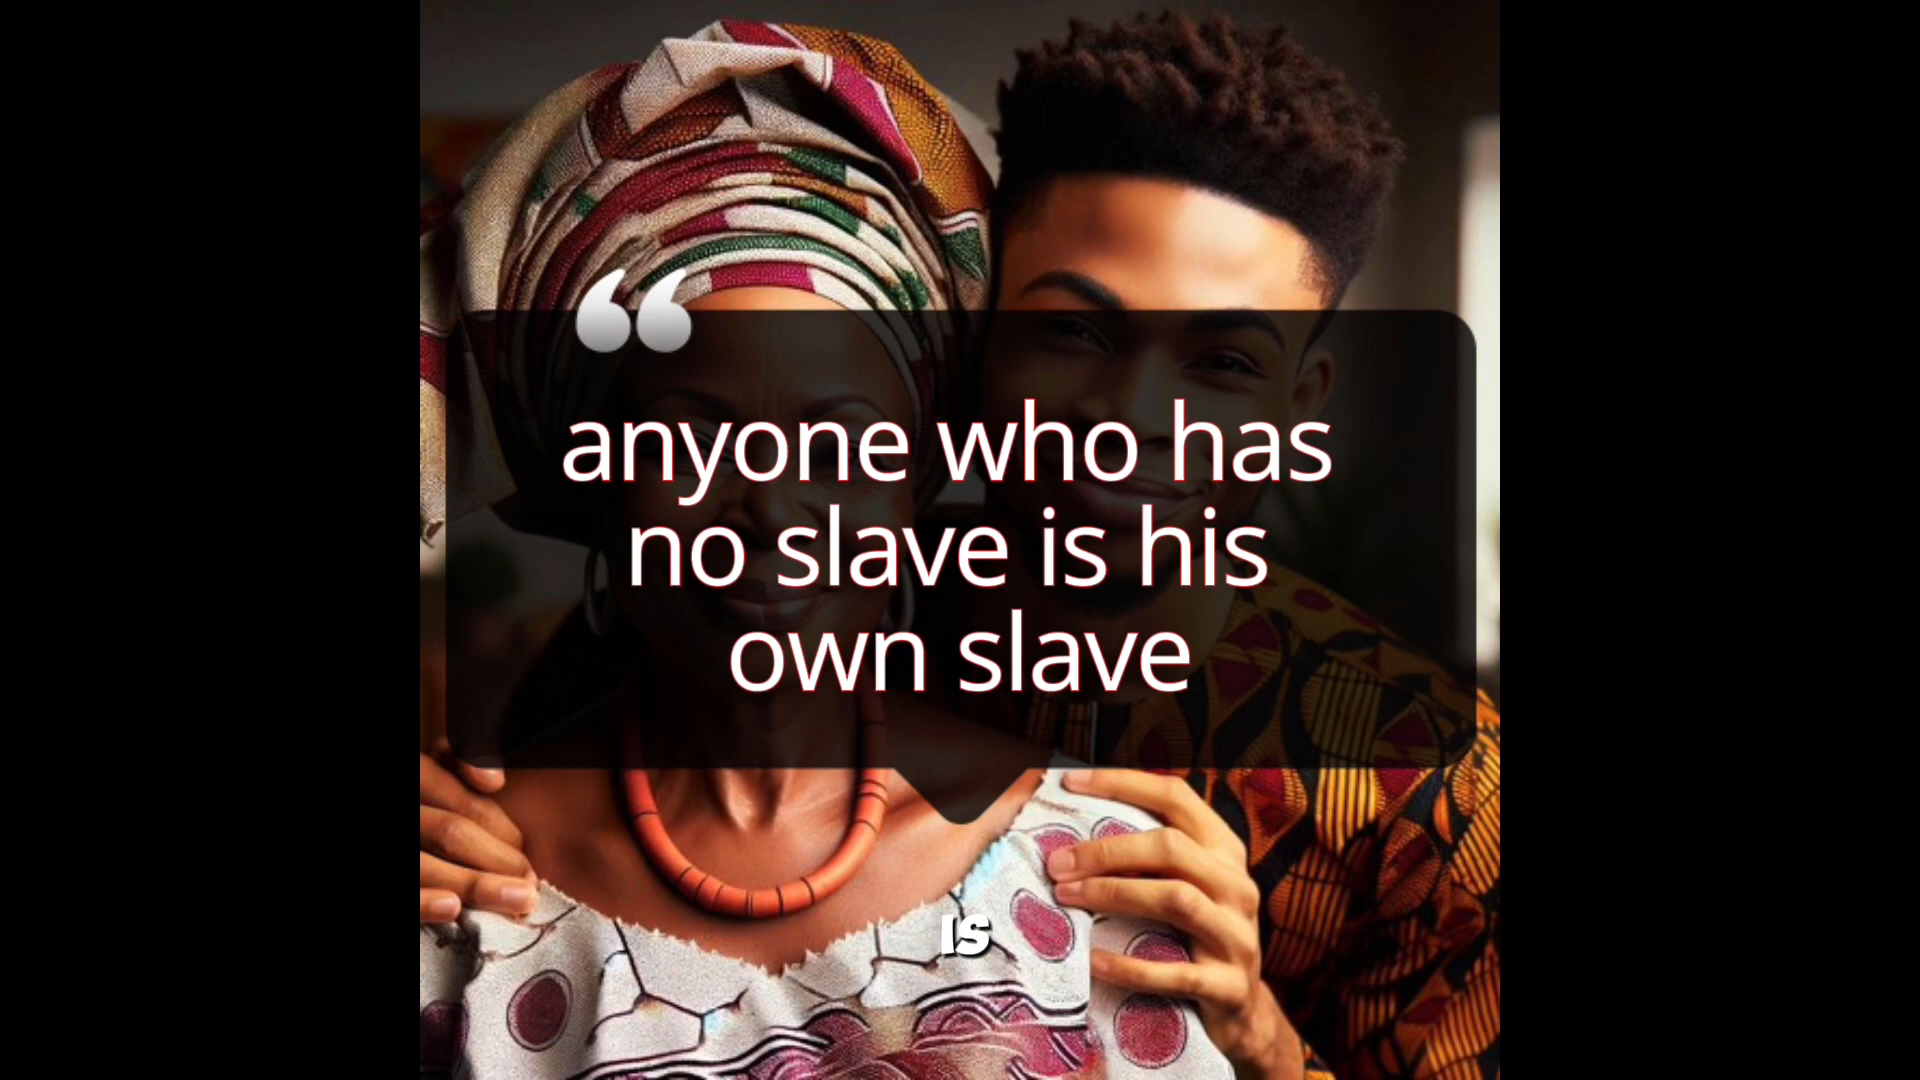 “
anyone who has
no slave is his
own slave
IS